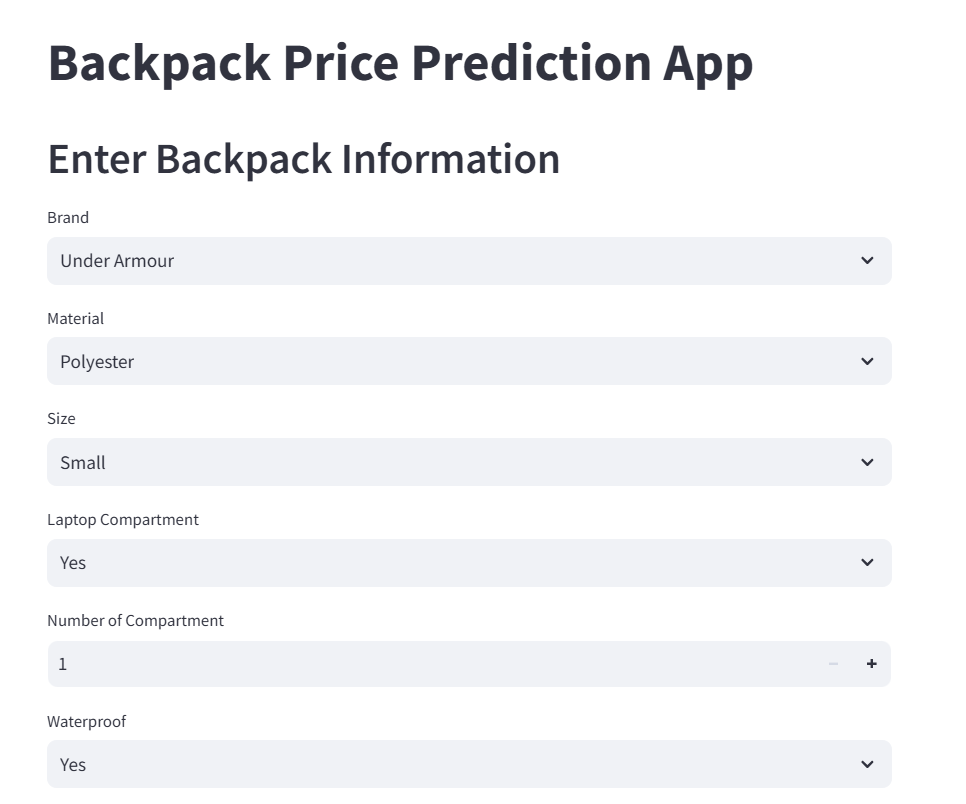 Backpack Price Prediction App
Enter Backpack Information
Brand
Under Armour
Material
Polyester
Size
Small
Laptop Compartment
Yes
Number of Compartment
1
Waterproof
Yes